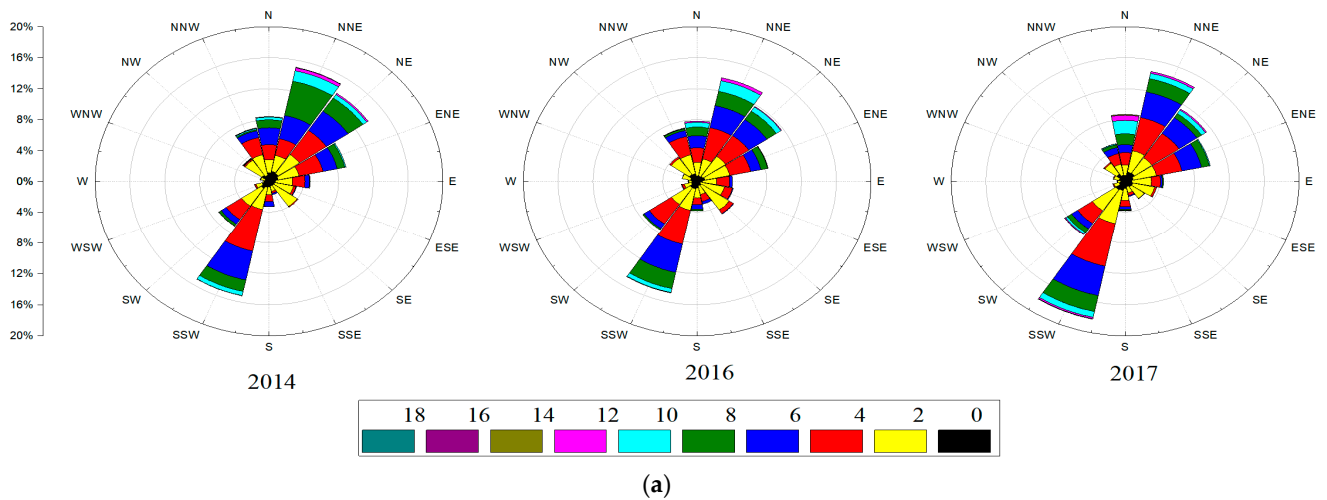 20%
16%
12%
8%
4%
0%
4%
8%
12%
16%
20%
N
NNE
NE
ENE
E
ESE
SE
SSE
S
SSW
SW
WSW
W
WNW
NW
NNW
2014
N
NNE
NE
ENE
E
ESE
SE
SSE
S
SSW
SW
WSW
W
WNW
NW
NNW
2016
N
NNE
NE
ENE
E
ESE
SE
SSE
S
SSW
SW
WSW
W
WNW
NW
NNW
2017
18 16 14 12 10 8 6 4 2 0
(a)